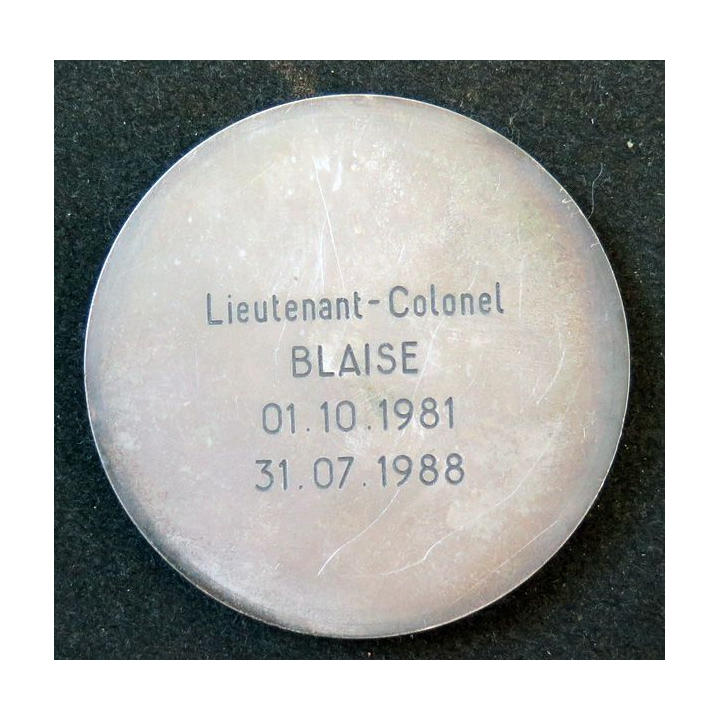 Lieutenant-Colonel
BLAISE
01.10.1981
31.07.1988